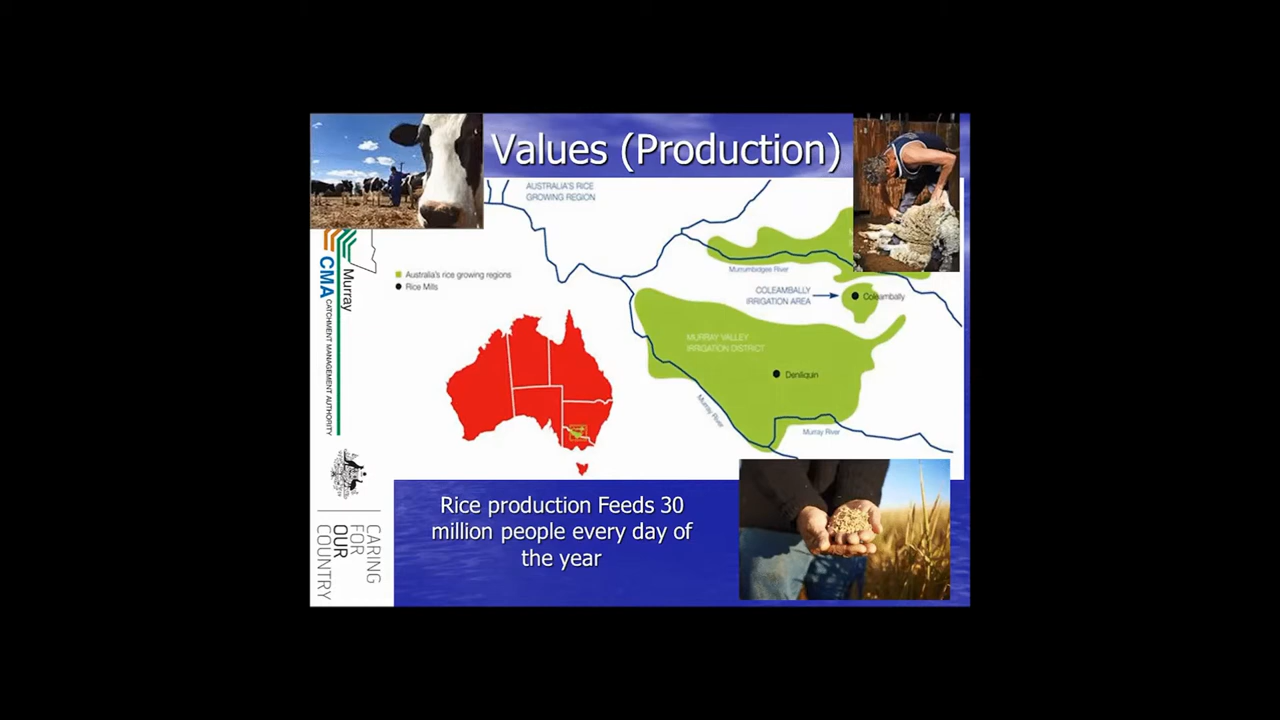 Values (Production)
AUSTRALIA'S RICE
GROWING REGION
Australia's rice growing regions
Rice Mills
Murrumbidgee River
COLEAMBALLY
IRRIGATION AREA
Coleambally
MURRAY VALLEY
IRRIGATION DISTRICT
Deniliquin
Murray River
Murray River
Murray
CMA
CATCHMENT MANAGEMENT AUTHORITY
CARING
FOR
OUR
COUNTRY
Rice production Feeds 30
million people every day of
the year